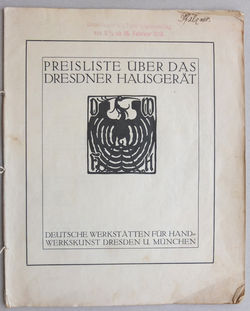 PREISLISTE ÜBER DAS
DRESDNER HAUSGERÄT
DEUTSCHE WERKSTÄTTEN FÜR HAND=
WERKSKUNST DRESDEN U. MÜNCHEN